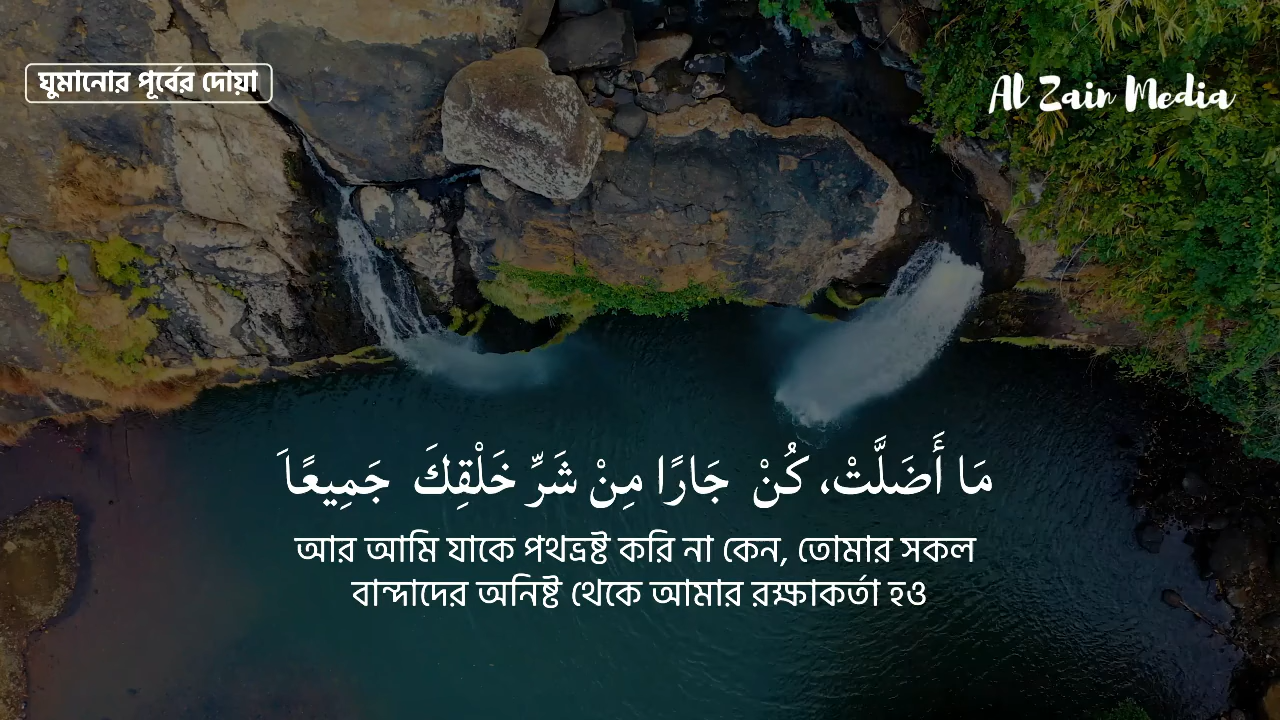 ঘুমানোর পূর্বের দোয়া
Al Zain Media
مَا أَضَلَّتْ، كُنْ جَارًا مِنْ شَرِّ خَلْقِكَ جَمِيعًاَ
আর আমি যাকে পথভ্রষ্ট করি না কেন, তোমার সকল
বান্দাদের অনিষ্ট থেকে আমার রক্ষাকর্তা হও